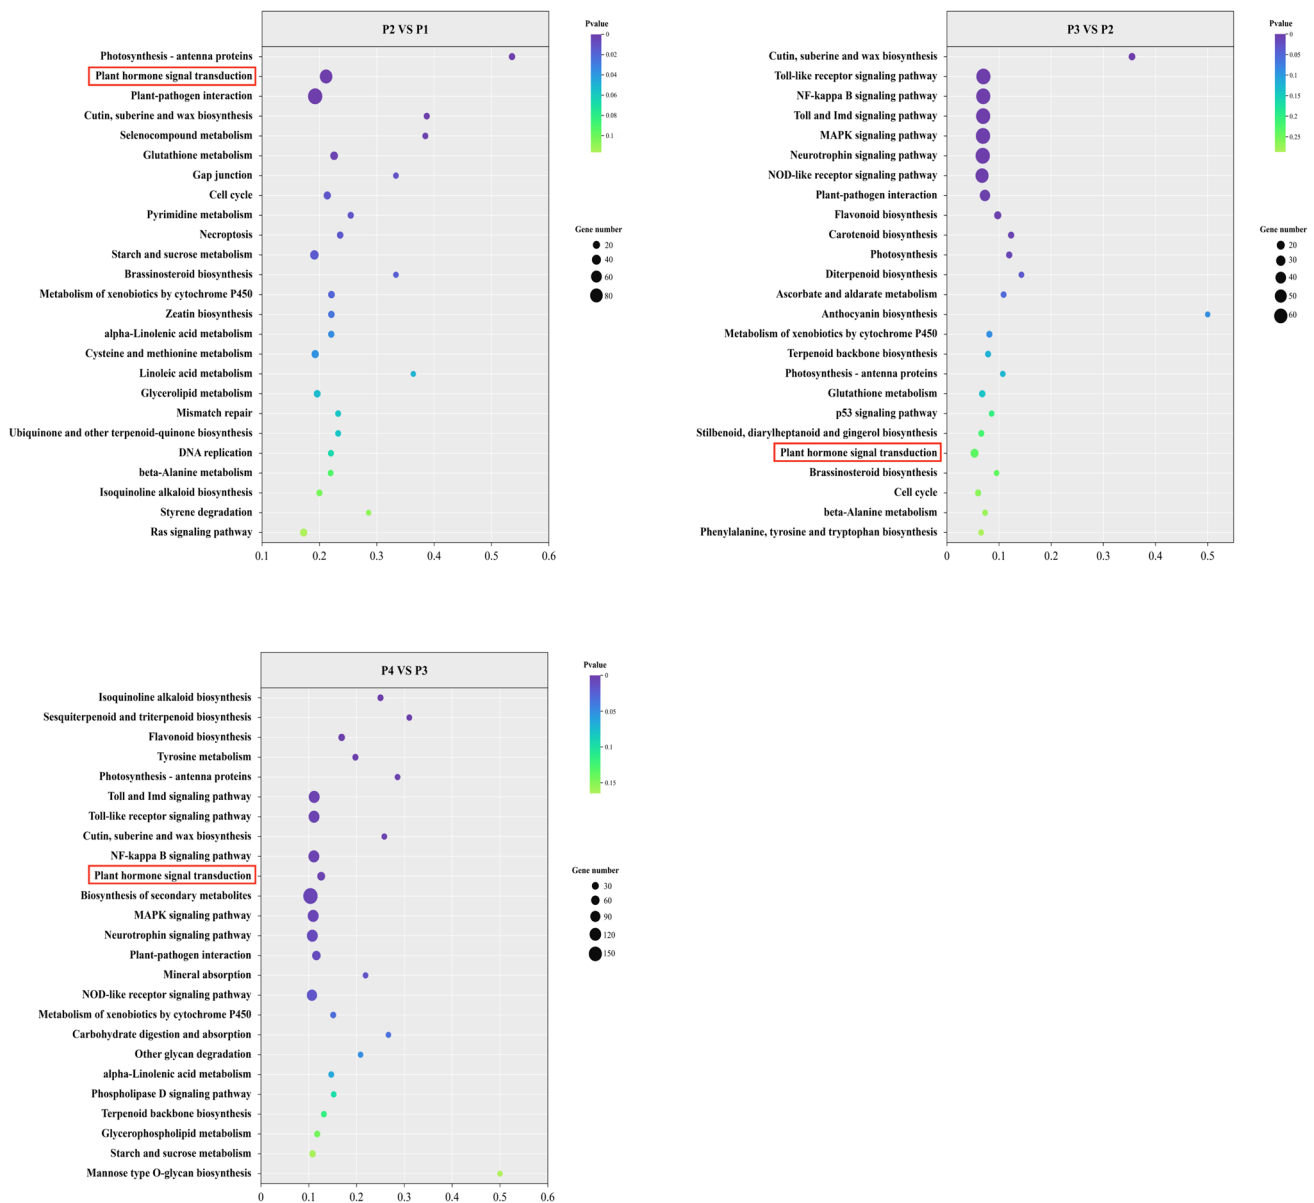 P2 VS P1
Photosynthesis - antenna proteins
Plant hormone signal transduction
Plant-pathogen interaction
Cutin, suberine and wax biosynthesis
Selenocompound metabolism
Glutathione metabolism
Gap junction
Cell cycle
Pyrimidine metabolism
Necroptosis
Starch and sucrose metabolism
Brassinosteroid biosynthesis
Metabolism of xenobiotics by cytochrome P450
Zeatin biosynthesis
alpha-Linolenic acid metabolism
Cysteine and methionine metabolism
Linoleic acid metabolism
Glycerolipid metabolism
Mismatch repair
Ubiquinone and other terpenoid-quinone biosynthesis
DNA replication
beta-Alanine metabolism
Isoquinoline alkaloid biosynthesis
Styrene degradation
Ras signaling pathway
0.1 0.2 0.3 0.4 0.5 0.6
Pvalue
0
0.02
0.04
0.06
0.08
0.1
Gene number
20
40
60
80
P3 VS P2
Cutin, suberine and wax biosynthesis
Toll-like receptor signaling pathway
NF-kappa B signaling pathway
Toll and Imd signaling pathway
MAPK signaling pathway
Neurotrophin signaling pathway
NOD-like receptor signaling pathway
Plant-pathogen interaction
Flavonoid biosynthesis
Carotenoid biosynthesis
Photosynthesis
Diterpenoid biosynthesis
Ascorbate and aldarate metabolism
Anthocyanin biosynthesis
Metabolism of xenobiotics by cytochrome P450
Terpenoid backbone biosynthesis
Photosynthesis - antenna proteins
Glutathione metabolism
p53 signaling pathway
Stilbenoid, diarylheptanoid and gingerol biosynthesis
Plant hormone signal transduction
Brassinosteroid biosynthesis
Cell cycle
beta-Alanine metabolism
Phenylalanine, tyrosine and tryptophan biosynthesis
0 0.1 0.2 0.3 0.4 0.5
Pvalue
0
0.05
0.1
0.15
0.2
0.25
Gene number
20
30
40
50
60
P4 VS P3
Isoquinoline alkaloid biosynthesis
Sesquiterpenoid and triterpenoid biosynthesis
Flavonoid biosynthesis
Tyrosine metabolism
Photosynthesis - antenna proteins
Toll and Imd signaling pathway
Toll-like receptor signaling pathway
Cutin, suberine and wax biosynthesis
NF-kappa B signaling pathway
Plant hormone signal transduction
Biosynthesis of secondary metabolites
MAPK signaling pathway
Neurotrophin signaling pathway
Plant-pathogen interaction
Mineral absorption
NOD-like receptor signaling pathway
Metabolism of xenobiotics by cytochrome P450
Carbohydrate digestion and absorption
Other glycan degradation
alpha-Linolenic acid metabolism
Phospholipase D signaling pathway
Terpenoid backbone biosynthesis
Glycerophospholipid metabolism
Starch and sucrose metabolism
Mannose type O-glycan biosynthesis
0 0.1 0.2 0.3 0.4 0.5 0.6
Pvalue
0
0.05
0.1
0.15
Gene number
30
60
90
120
150